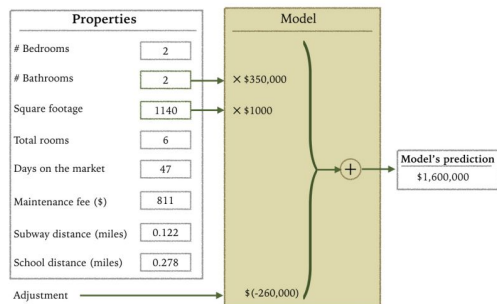 Properties
# Bedrooms 2
# Bathrooms 2
Square footage 1140
Total rooms 6
Days on the market 47
Maintenance fee ($) 811
Subway distance (miles) 0.122
School distance (miles) 0.278
Adjustment
Model
× $350,000
× $1000
$(-260,000)
+
Model's prediction
$1,600,000